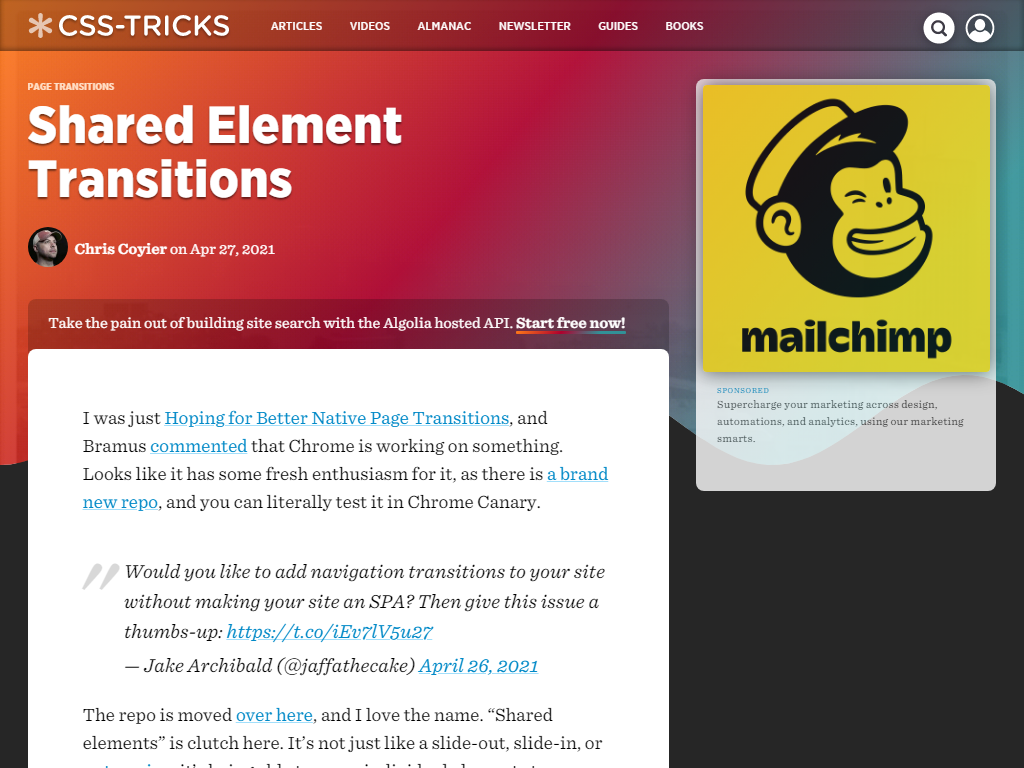 CSS-TRICKS
ARTICLES VIDEOS ALMANAC NEWSLETTER GUIDES BOOKS
PAGE TRANSITIONS
Shared Element
Transitions
Chris Coyier on Apr 27, 2021
Take the pain out of building site search with the Algolia hosted API. Start free now!
I was just Hoping for Better Native Page Transitions, and
Bramus commented that Chrome is working on something.
Looks like it has some fresh enthusiasm for it, as there is a brand
new repo, and you can literally test it in Chrome Canary.
Would you like to add navigation transitions to your site
without making your site an SPA? Then give this issue a
thumbs-up: https://t.co/iEv7lV5u27
— Jake Archibald (@jaffathecake) April 26, 2021
The repo is moved over here, and I love the name. “Shared
elements” is clutch here. It’s not just like a slide-out, slide-in, or
mailchimp
SPONSORED
Supercharge your marketing across design,
automations, and analytics, using our marketing
smarts.